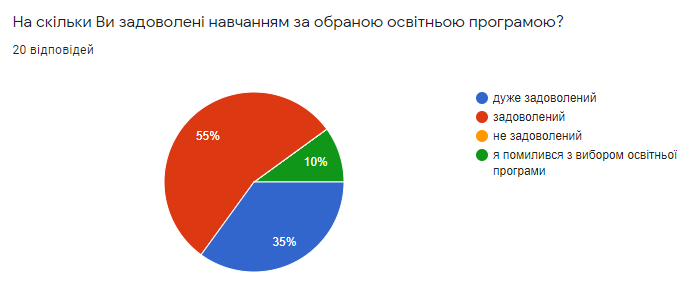 На скільки Ви задоволені навчанням за обраною освітньою програмою?
20 відповідей
55%
10%
35%
дуже задоволений
задоволений
не задоволений
я помилився з вибором освітньої
програми